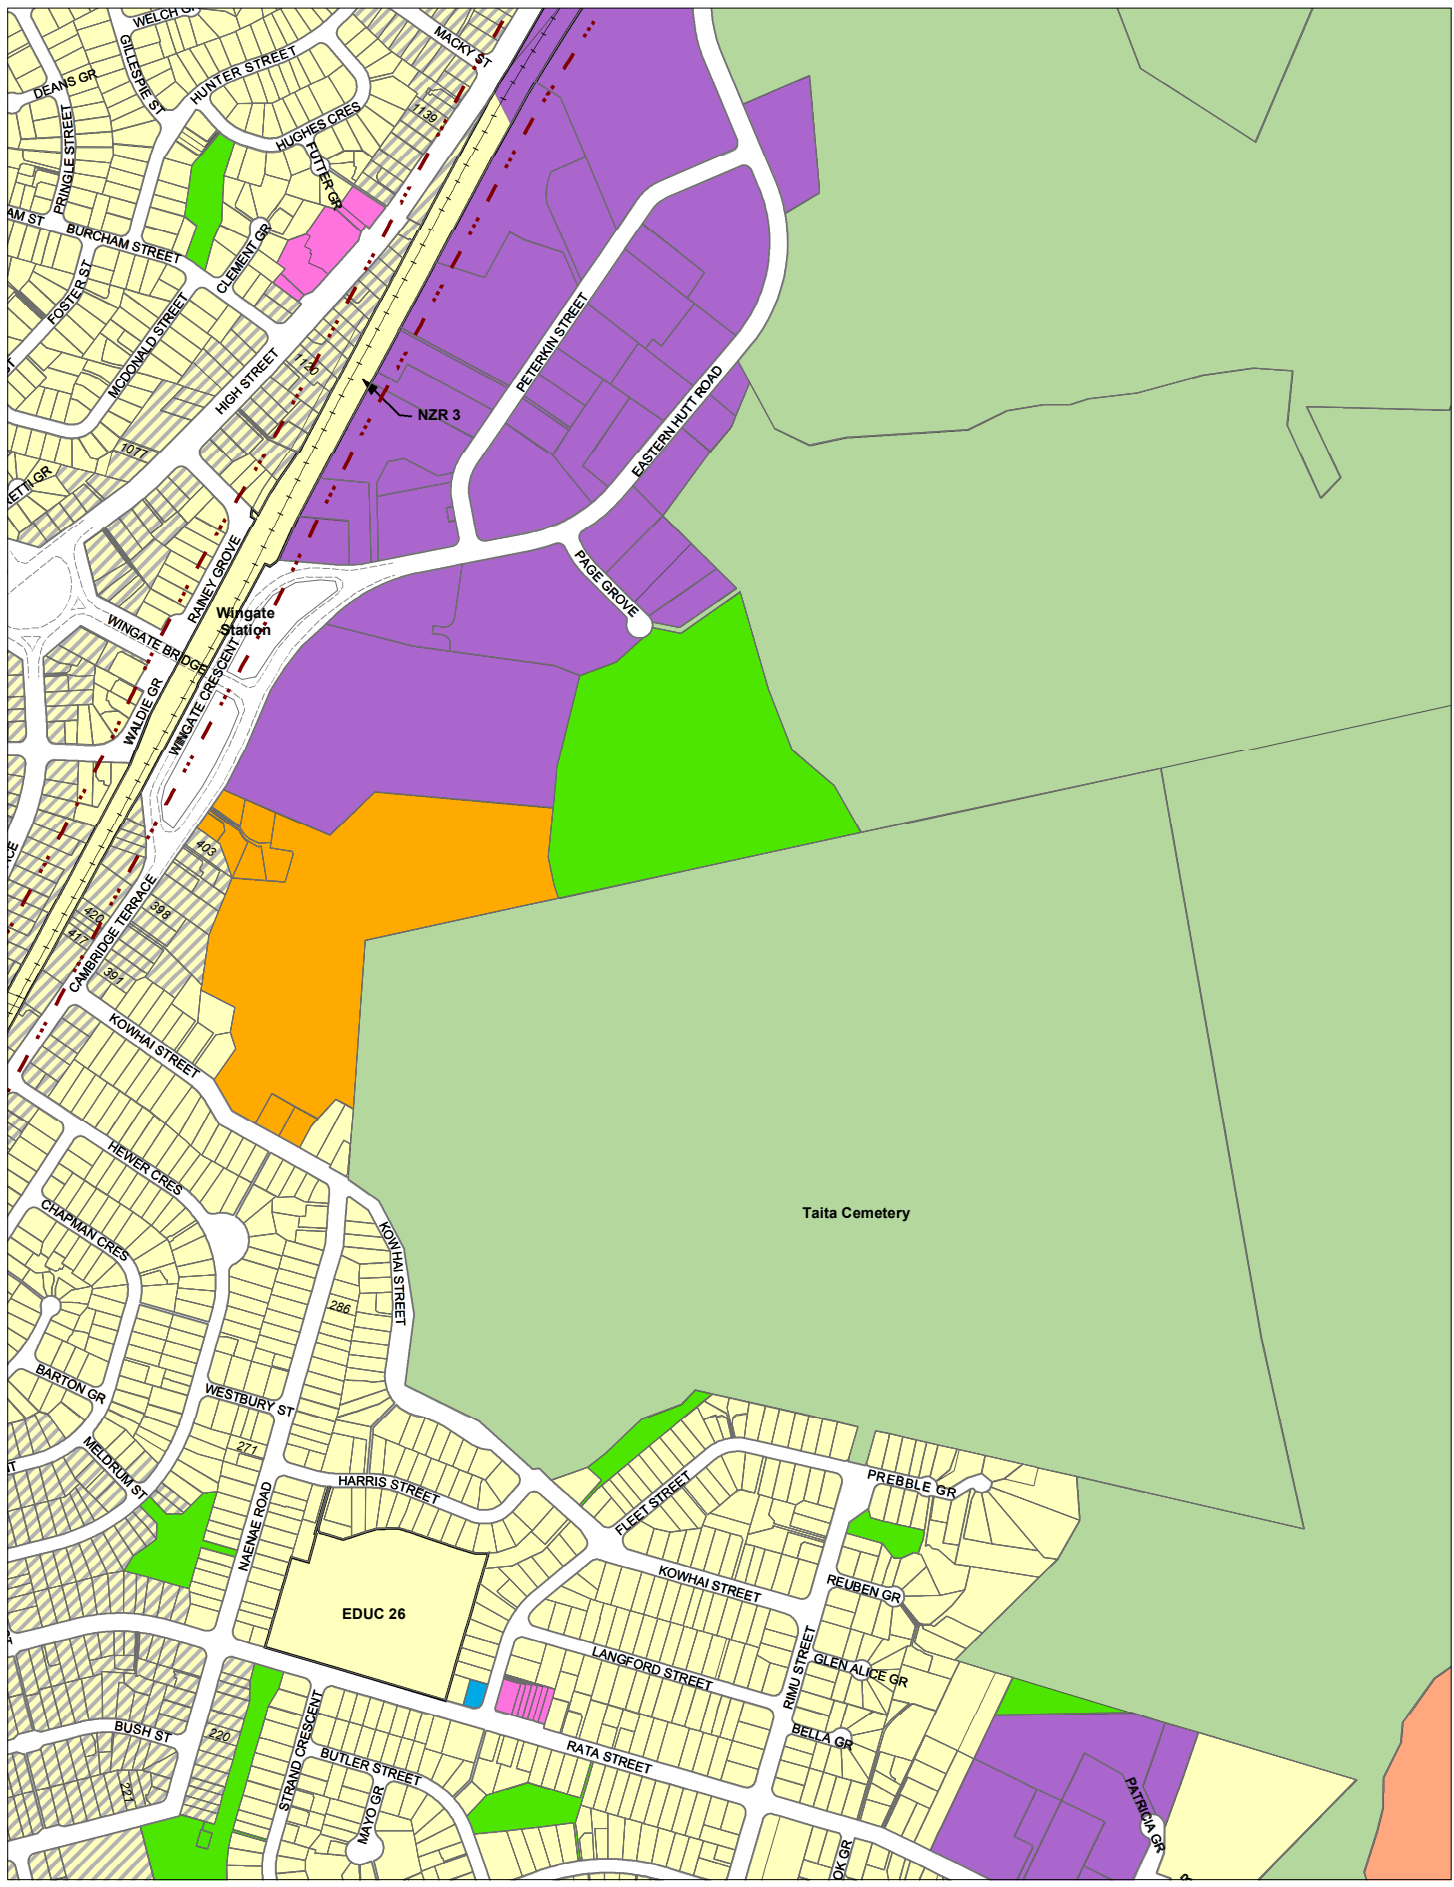 WELCH GR
MACKY ST
GILLESPIE ST
HUNTER STREET
DEANS GR
1139
PRINGLE STREET
HUGHES CRES
FUTTER GR
AM ST
BURCHAM STREET
CLEMENT GR
FOSTER ST
MCDONALD STREET
PETERKIN STREET
1120
HIGH STREET
EASTERN HUTT ROAD
NZR 3
1077
ETTI GR
RAINEY GROVE
PAGE GROVE
Wingate
Station
WINGATE BRIDGE
WINGATE CRESCENT
WALDIE GR
403
CE
420
398
417
CAMBRIDGE TERRACE
391
KOWHAI STREET
HEWER CRES
CHAPMAN CRES
Taita Cemetery
KOWHAI STREET
286
BARTON GR
WESTBURY ST
271
MELDRUM ST
HARRIS STREET
PREBBLE GR
FLEET STREET
NAENAE ROAD
KOWHAI STREET
REUBEN GR
EDUC 26
LANGFORD STREET
RIMU STREET
GLEN ALICE GR
BUSH ST
220
STRAND CRESCENT
BELLA GR
RATA STREET
BUTLER STREET
221
MAYO GR
PATRICIA GR
OK GR